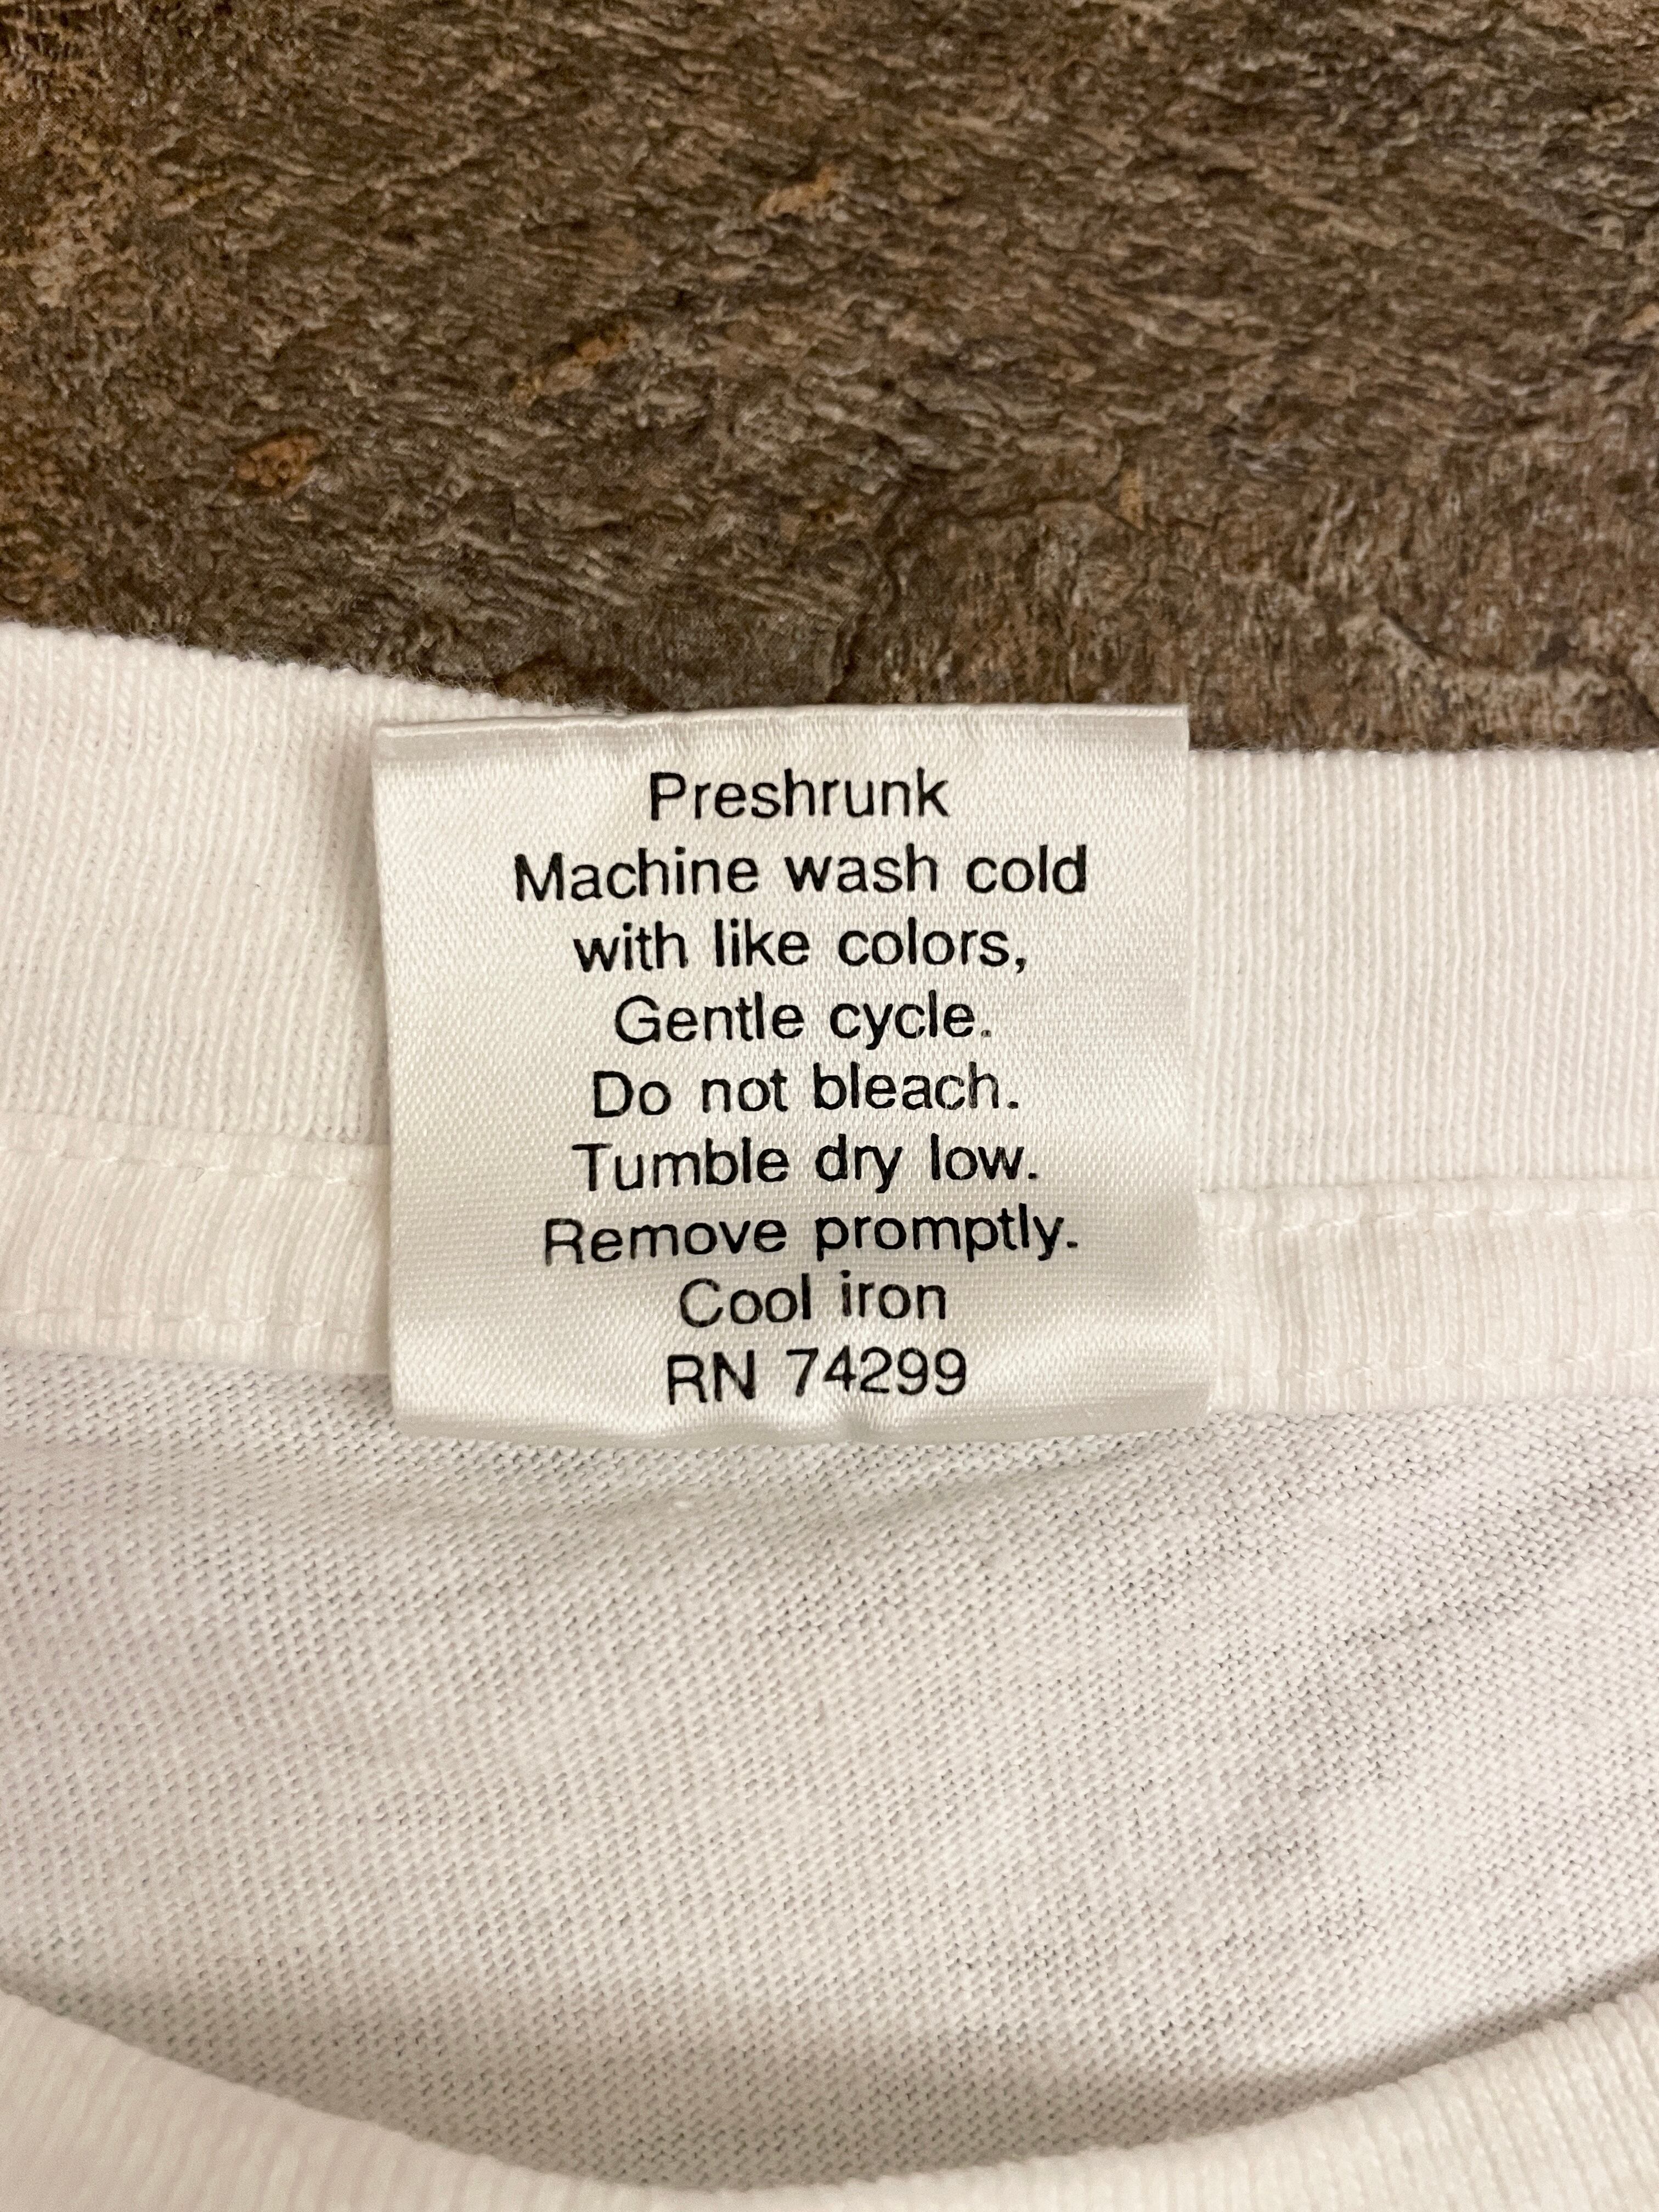 Preshrunk
Machine wash cold
with like colors,
Gentle cycle.
Do not bleach.
Tumble dry low.
Remove promptly.
Cool iron
RN 74299